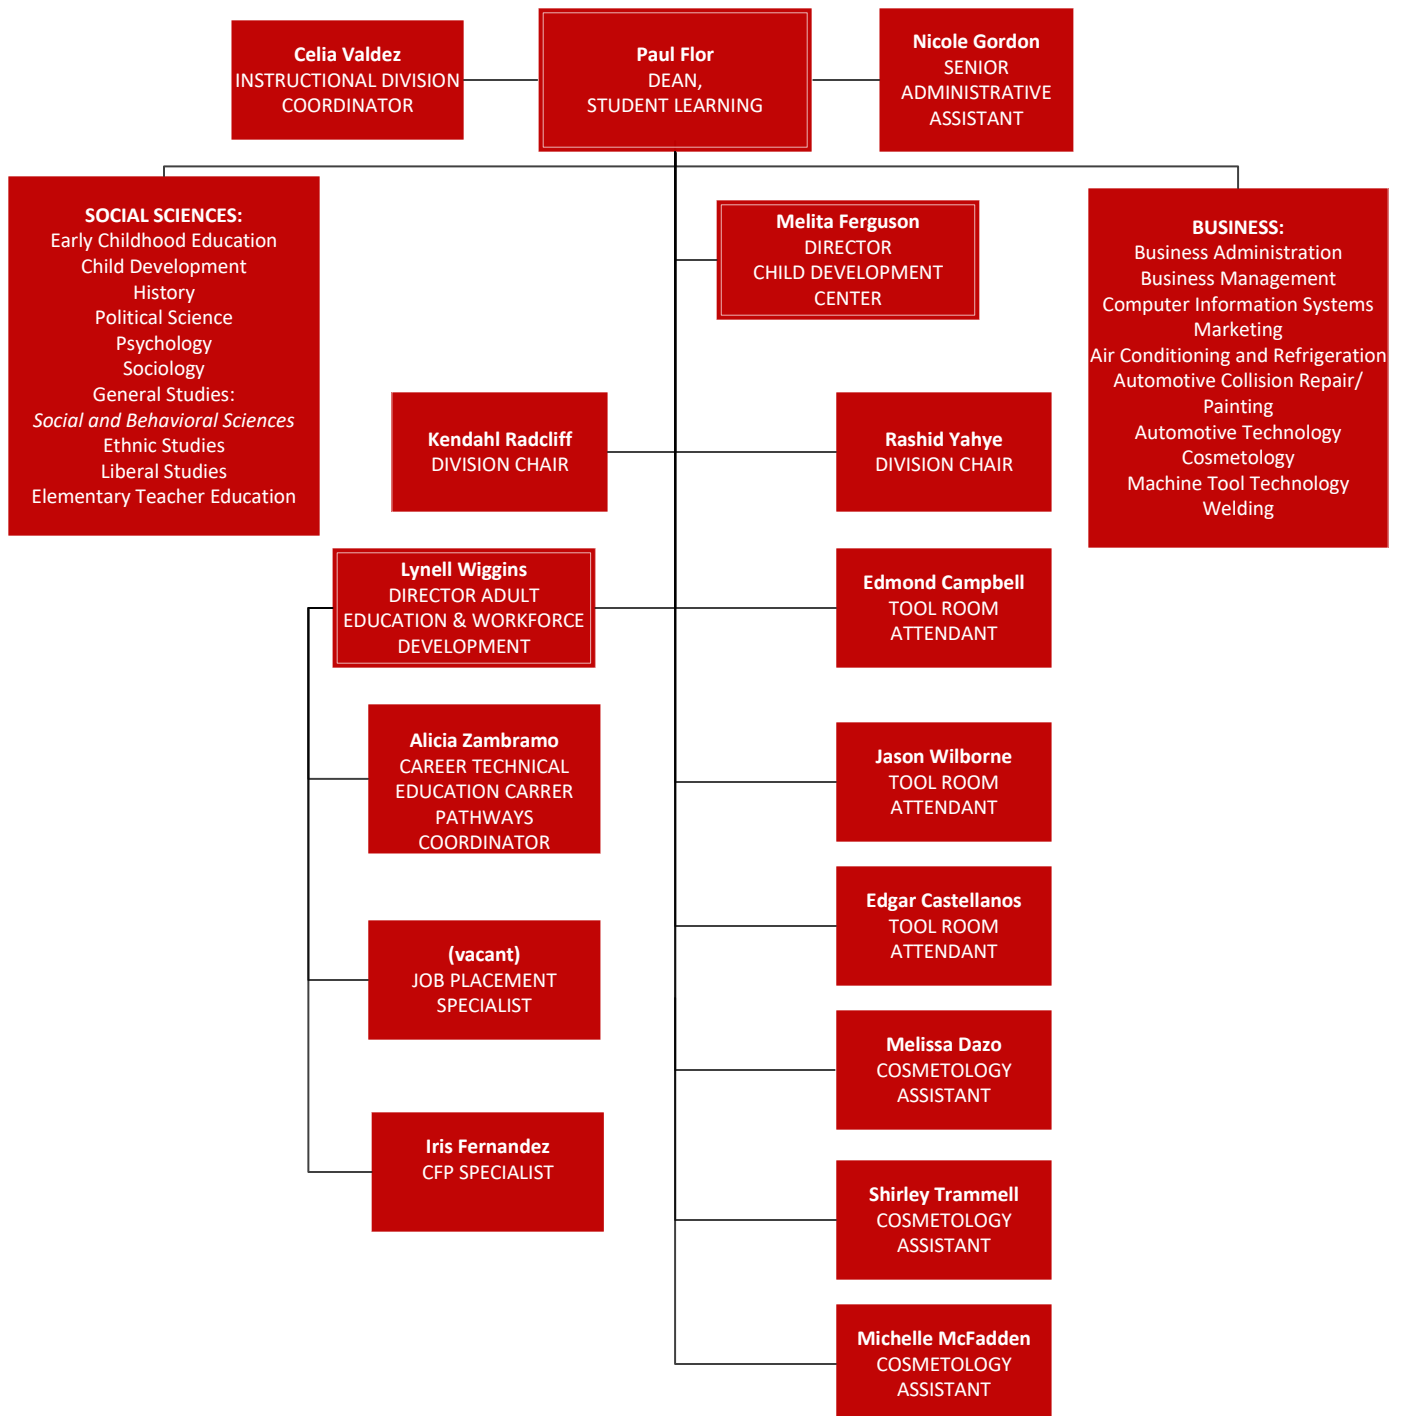 Celia Valdez
INSTRUCTIONAL DIVISION
COORDINATOR
Paul Flor
DEAN,
STUDENT LEARNING
Nicole Gordon
SENIOR
ADMINISTRATIVE
ASSISTANT
SOCIAL SCIENCES:
Early Childhood Education
Child Development
History
Political Science
Psychology
Sociology
General Studies:
Social and Behavioral Sciences
Ethnic Studies
Liberal Studies
Elementary Teacher Education
Melita Ferguson
DIRECTOR
CHILD DEVELOPMENT
CENTER
BUSINESS:
Business Administration
Business Management
Computer Information Systems
Marketing
Air Conditioning and Refrigeration
Automotive Collision Repair/
Painting
Automotive Technology
Cosmetology
Machine Tool Technology
Welding
Kendahl Radcliff
DIVISION CHAIR
Rashid Yahye
DIVISION CHAIR
Lynell Wiggins
DIRECTOR ADULT
EDUCATION & WORKFORCE
DEVELOPMENT
Edmond Campbell
TOOL ROOM
ATTENDANT
Alicia Zambramo
CAREER TECHNICAL
EDUCATION CARRER
PATHWAYS
COORDINATOR
Jason Wilborne
TOOL ROOM
ATTENDANT
Edgar Castellanos
TOOL ROOM
ATTENDANT
(vacant)
JOB PLACEMENT
SPECIALIST
Melissa Dazo
COSMETOLOGY
ASSISTANT
Iris Fernandez
CFP SPECIALIST
Shirley Trammell
COSMETOLOGY
ASSISTANT
Michelle McFadden
COSMETOLOGY
ASSISTANT